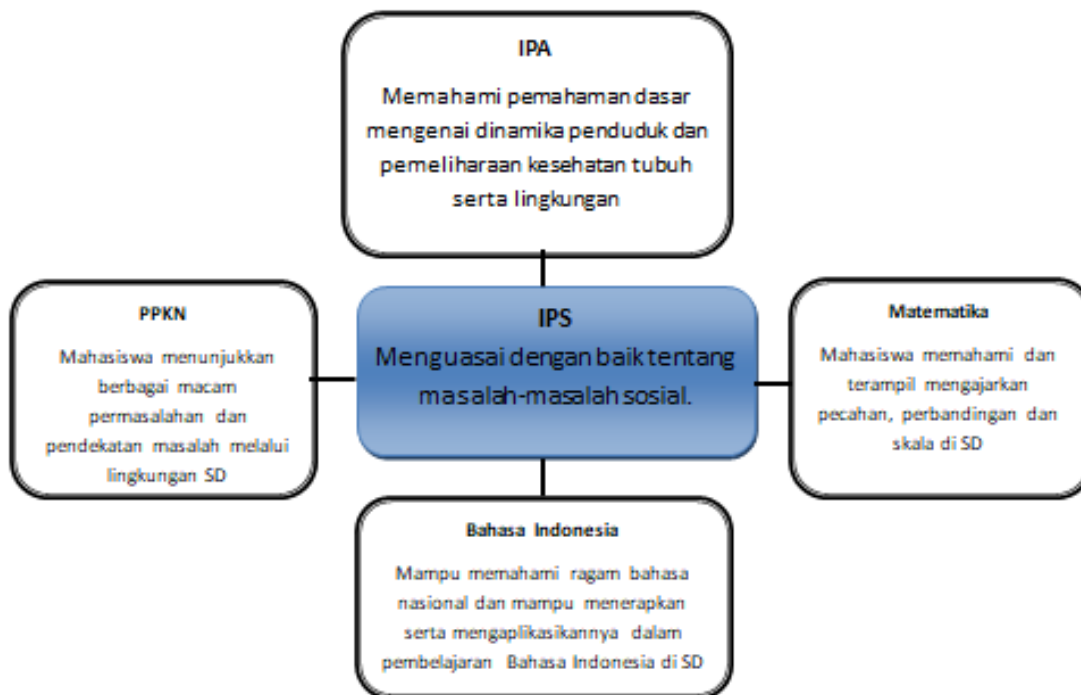 IPA
Memahami pemahaman dasar
mengenai dinamika penduduk dan
pemeliharaan kesehatan tubuh
serta lingkungan
PPKN
Mahasiswa menunjukkan
berbagai macam
permasalahan dan
pendekatan masalah melalui
lingkungan SD
IPS
Menguasai dengan baik tentang
masalah-masalah sosial.
Matematika
Mahasiswa memahami dan
terampil mengajarkan
pecahan, perbandingan dan
skala di SD
Bahasa Indonesia
Mampu memahami ragam bahasa
nasional dan mampu menerapkan
serta mengaplikasikannya dalam
pembelajaran Bahasa Indonesia di SD